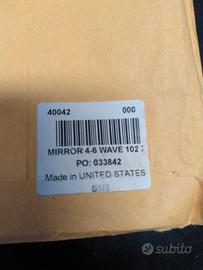 40042 000
MIRROR 4-6 WAVE 102
PO: 033842
Made in UNITED STATES
subito